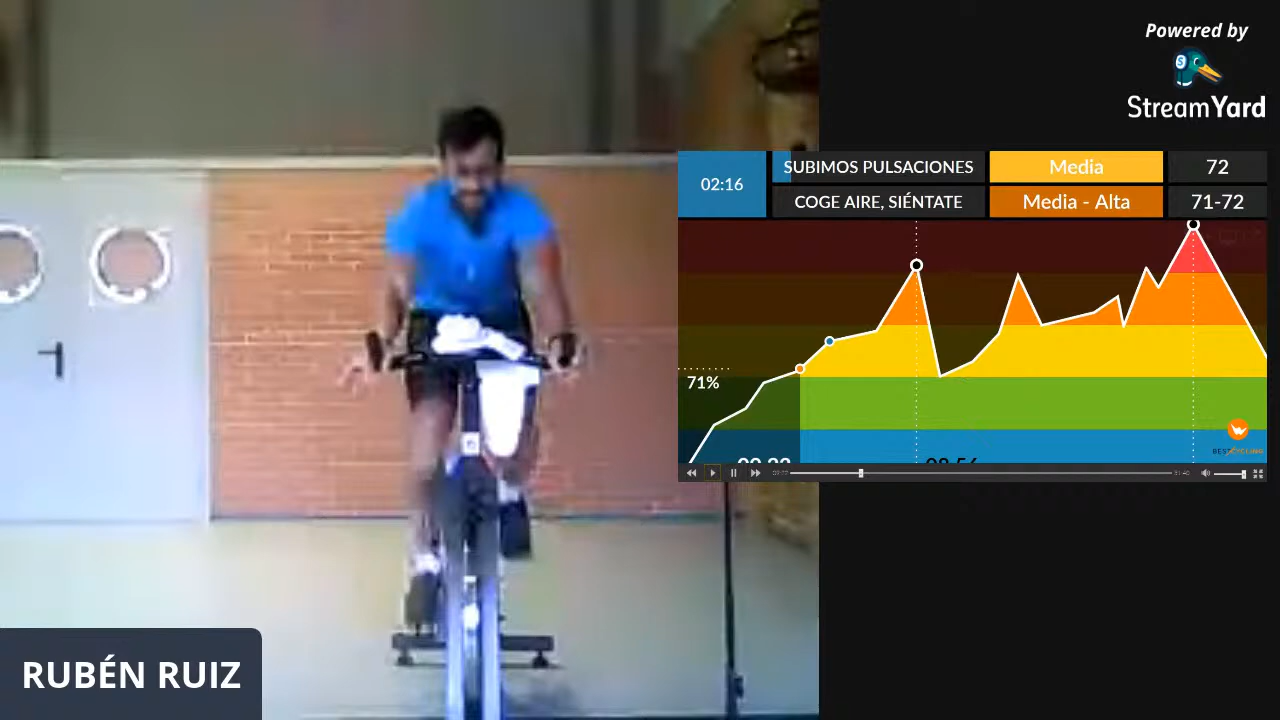 Powered by
StreamYard
02:16
SUBIMOS PULSACIONES
Media
72
COGE AIRE, SIÉNTATE
Media - Alta
71-72
71%
BESTCYCLING
RUBÉN RUIZ